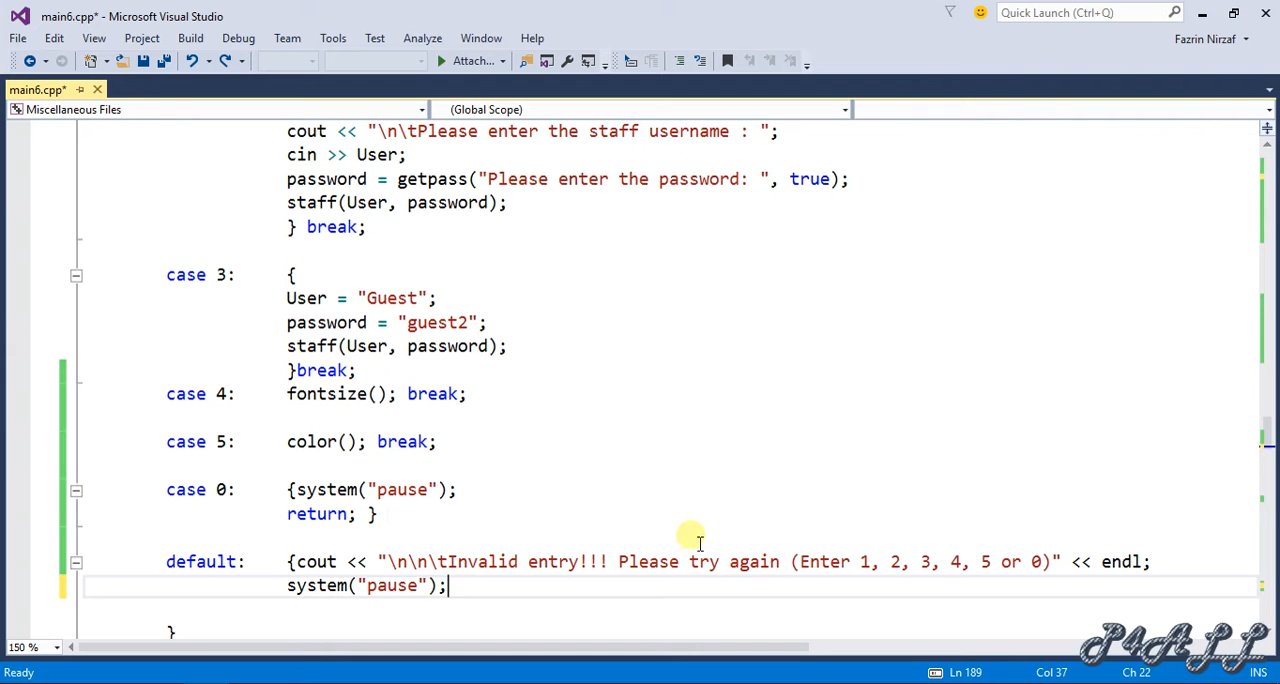 main6.cpp* - Microsoft Visual Studio
Quick Launch (Ctrl+Q)
File Edit View Project Build Debug Team Tools Test Analyze Window Help
Fazrin Nirzaf
Attach...
main6.cpp*
Miscellaneous Files (Global Scope)
cout << "\n\tPlease enter the staff username : ";
cin >> User;
password = getpass("Please enter the password: ", true);
staff(User, password);
} break;
case 3: {
User = "Guest";
password = "guest2";
staff(User, password);
}break;
case 4: fontsize(); break;
case 5: color(); break;
case 0: {system("pause");
return; }
default: {cout << "\n\n\tInvalid entry!!! Please try again (Enter 1, 2, 3, 4, 5 or 0)" << endl;
system("pause");
}
150 %
P4ALL
Ready Ln 189 Col 37 Ch 22 INS